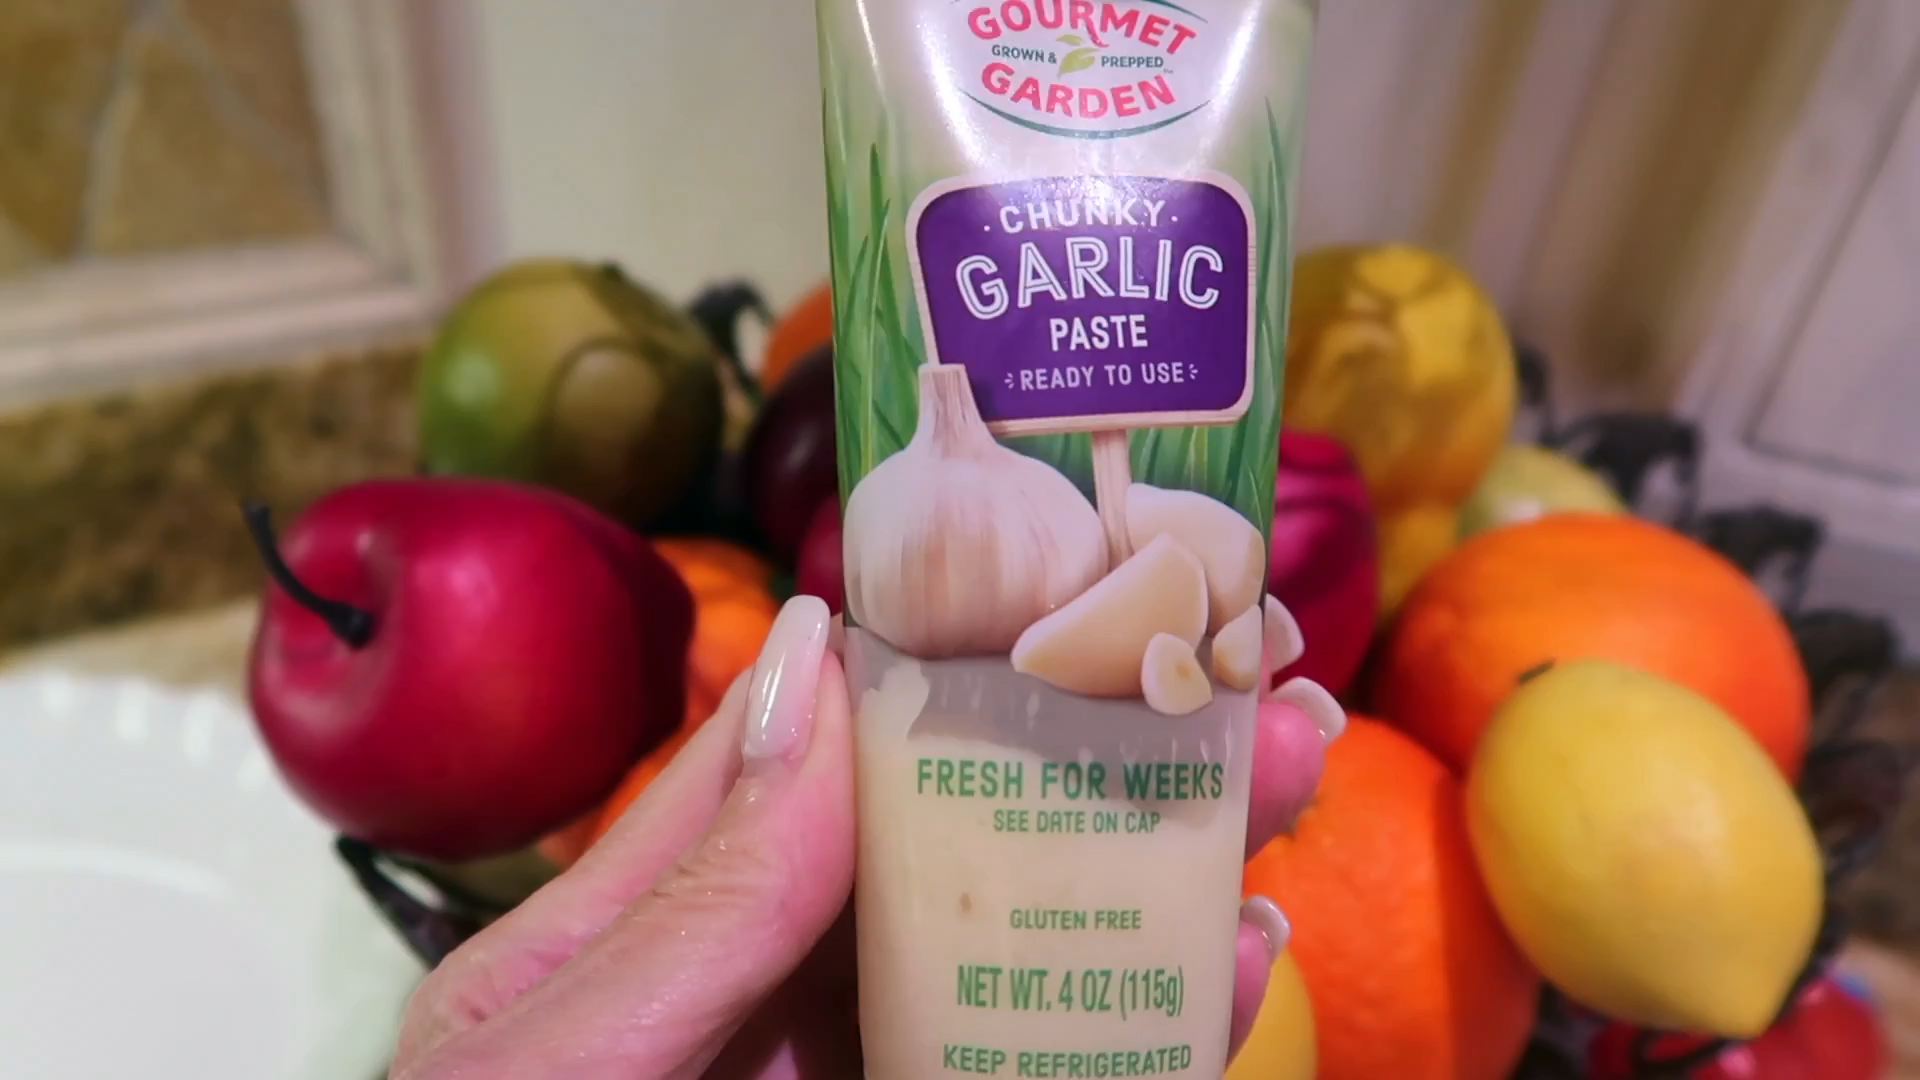 GOURMET
GROWN & PREPPED™
GARDEN
· CHUNKY ·
GARLIC
PASTE
READY TO USE
FRESH FOR WEEKS
SEE DATE ON CAP
GLUTEN FREE
NET WT. 4 OZ (115g)
KEEP REFRIGERATED